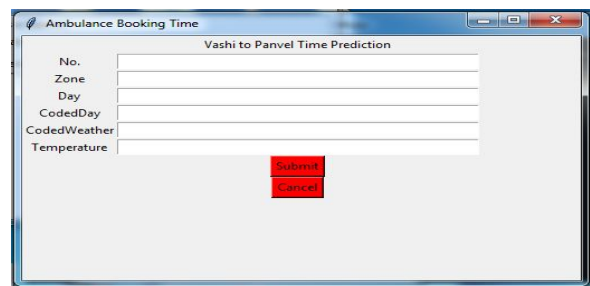 Ambulance Booking Time
Vashi to Panvel Time Prediction
No.
Zone
Day
CodedDay
CodedWeather
Temperature
Submit
Cancel